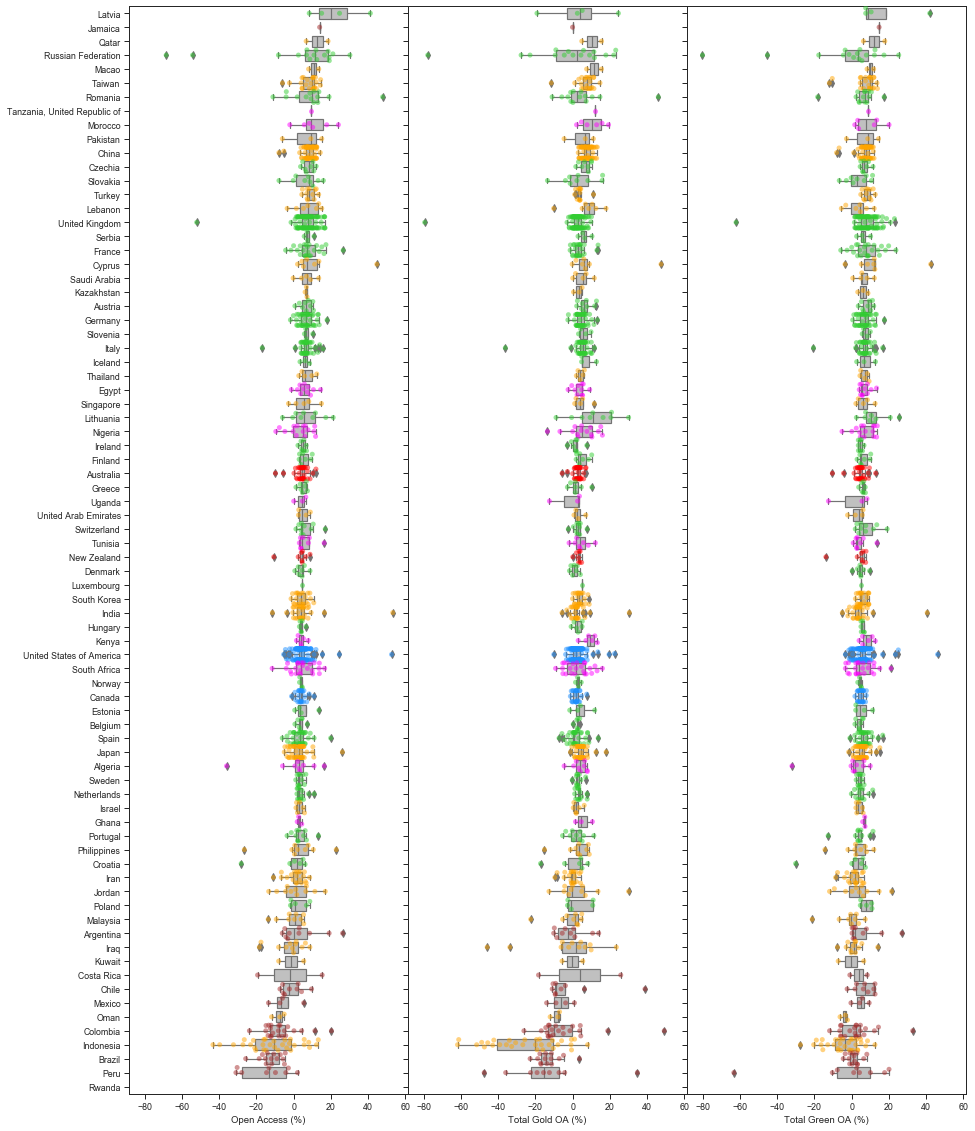 Latvia
Jamaica
Qatar
Russian Federation
Macao
Taiwan
Romania
Tanzania, United Republic of
Morocco
Pakistan
China
Czechia
Slovakia
Turkey
Lebanon
United Kingdom
Serbia
France
Cyprus
Saudi Arabia
Kazakhstan
Austria
Germany
Slovenia
Italy
Iceland
Thailand
Egypt
Singapore
Lithuania
Nigeria
Ireland
Finland
Australia
Greece
Uganda
United Arab Emirates
Switzerland
Tunisia
New Zealand
Denmark
Luxembourg
South Korea
India
Hungary
Kenya
United States of America
South Africa
Norway
Canada
Estonia
Belgium
Spain
Japan
Algeria
Sweden
Netherlands
Israel
Ghana
Portugal
Philippines
Croatia
Iran
Jordan
Poland
Malaysia
Argentina
Iraq
Kuwait
Costa Rica
Chile
Mexico
Oman
Colombia
Indonesia
Brazil
Peru
Rwanda
−80 −60 −40 −20 0 20 40 60 −80 −60 −40 −20 0 20 40 60 −80 −60 −40 −20 0 20 40 60
Open Access (%) Total Gold OA (%) Total Green OA (%)